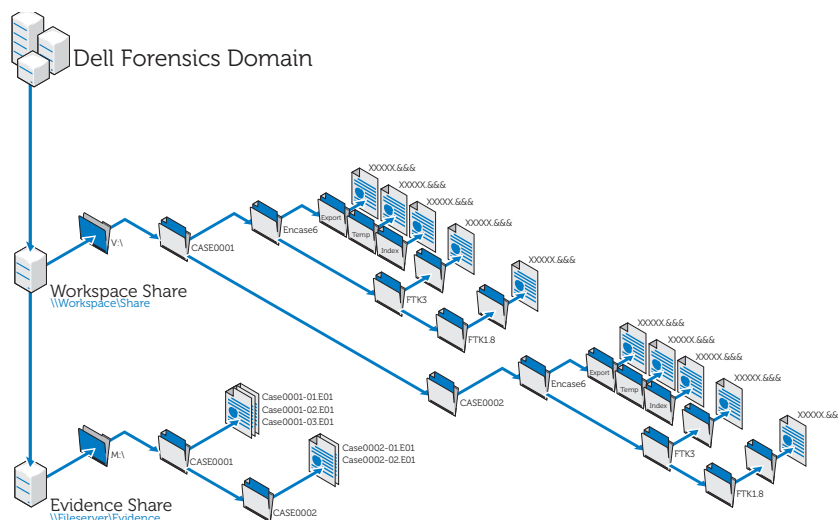 Dell Forensics Domain
XXXXX.&&&
XXXXX.&&&
XXXXX.&&&
XXXXX.&&&
XXXXX.&&&
Export
Temp
Index
Encase6
V:\
CASE0001
FTK3
FTK1.8
Workspace Share
\\Workspace\Share
XXXXX.&&&
XXXXX.&&&
XXXXX.&&&
XXXXX.&&&
XXXXX.&&
Export
Temp
Index
Encase6
CASE0002
FTK3
FTK1.8
Case0001-01.E01
Case0001-02.E01
Case0001-03.E01
Case0002-01.E01
Case0002-02.E01
M:\
CASE0001
CASE0002
Evidence Share
\\Fileserver\Evidence